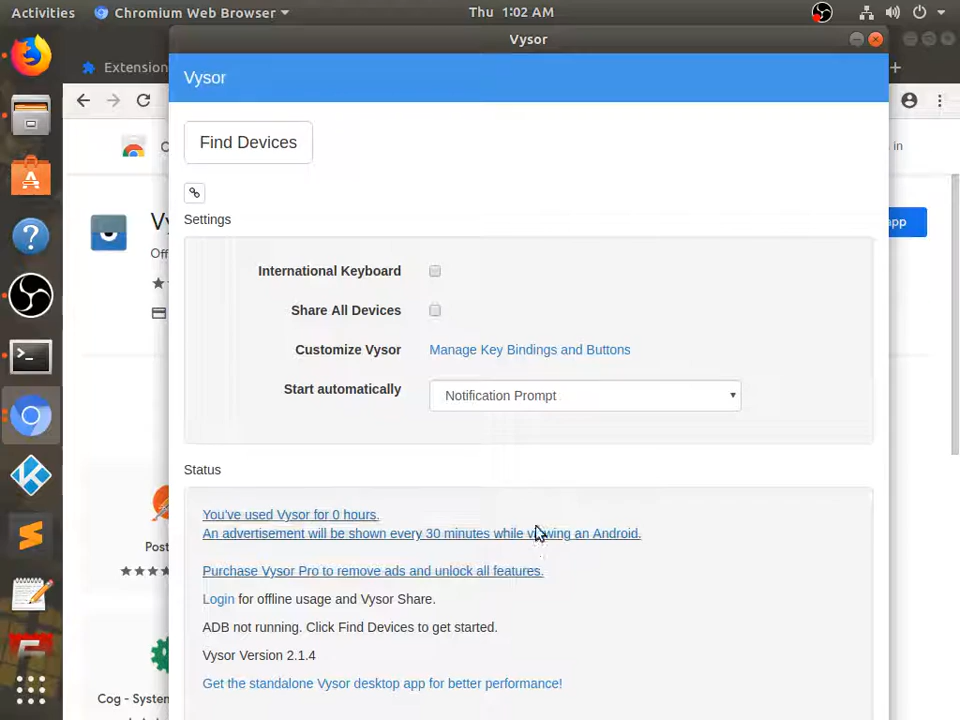 Activities
Chromium Web Browser
Thu 1:02 AM
Vysor
Extension
Vysor
Find Devices
in
Vy
app
Off
Settings
International Keyboard
Share All Devices
Customize Vysor Manage Key Bindings and Buttons
Start automatically Notification Prompt
Status
You've used Vysor for 0 hours.
An advertisement will be shown every 30 minutes while viewing an Android.
Post
Purchase Vysor Pro to remove ads and unlock all features.
Login for offline usage and Vysor Share.
ADB not running. Click Find Devices to get started.
Vysor Version 2.1.4
Get the standalone Vysor desktop app for better performance!
Cog - System